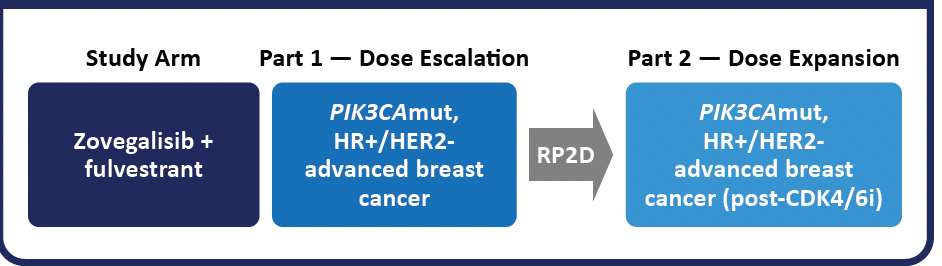 Study Arm
Part 1 — Dose Escalation
Part 2 — Dose Expansion
Zovegalisib +
fulvestrant
PIK3CAmut,
HR+/HER2-
advanced breast
cancer
RP2D
PIK3CAmut,
HR+/HER2-
advanced breast
cancer (post-CDK4/6i)